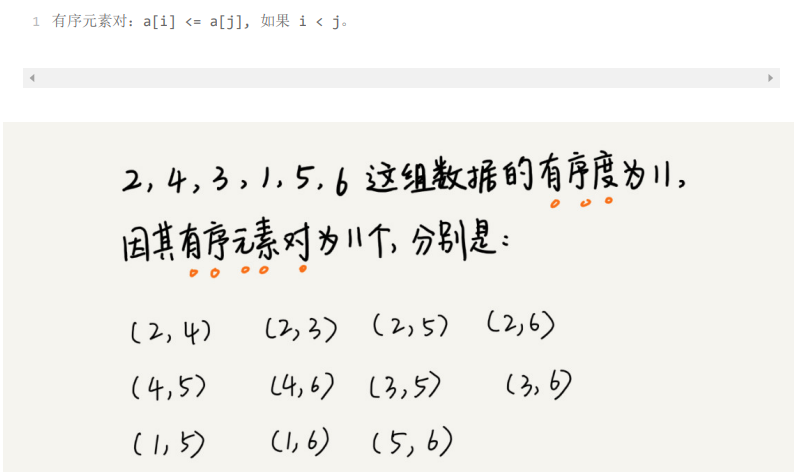 1 有序元素对：a[i] <= a[j], 如果 i < j。
2, 4, 3, 1, 5, 6 这组数据的有序度为11,
因其有序元素对为11个, 分别是：
(2, 4) (2, 3) (2, 5) (2, 6)
(4, 5) (4, 6) (3, 5) (3, 6)
(1, 5) (1, 6) (5, 6)